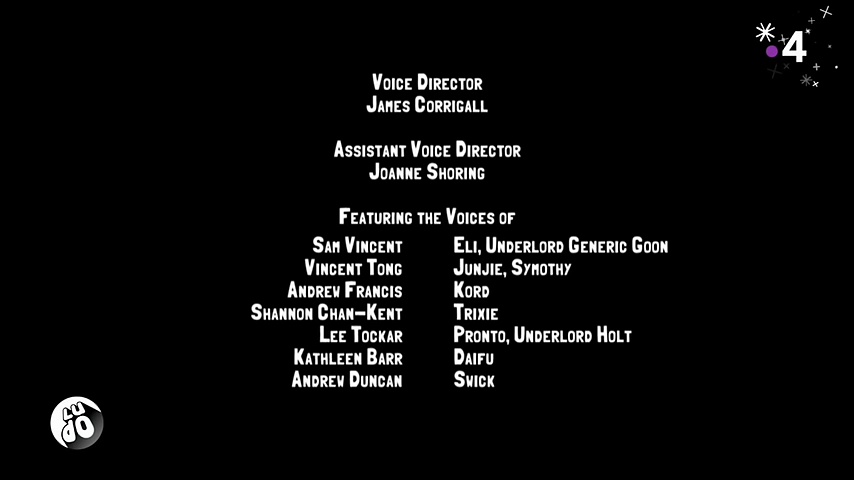 4
Voice Director
James Corrigall
Assistant Voice Director
Joanne Shoring
Featuring the Voices of
Sam Vincent Eli, Underlord Generic Goon
Vincent Tong Junjie, Symothy
Andrew Francis Kord
Shannon Chan-Kent Trixie
Lee Tockar Pronto, Underlord Holt
Kathleen Barr Daifu
Andrew Duncan Swick
LUDO